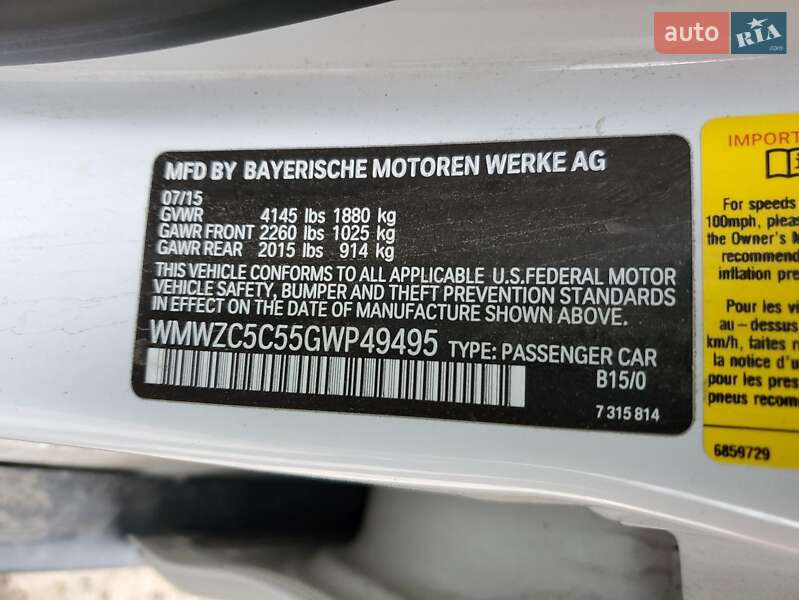 auto RIA
.com
MFD BY BAYERISCHE MOTOREN WERKE AG
07/15
GVWR 4145 lbs 1880 kg
GAWR FRONT 2260 lbs 1025 kg
GAWR REAR 2015 lbs 914 kg
THIS VEHICLE CONFORMS TO ALL APPLICABLE U.S.FEDERAL MOTOR
VEHICLE SAFETY, BUMPER AND THEFT PREVENTION STANDARDS
IN EFFECT ON THE DATE OF MANUFACTURE SHOWN ABOVE.
WMWZC5C55GWP49495 TYPE: PASSENGER CAR
B15/0
7 315 814
IMPORT
For speeds
100mph, pleas
the Owner's M
recommend
inflation pre
Pour les vi
au-dessus
km/h, faites r
la notice d'u
pour les pres
pneus recom
6859729